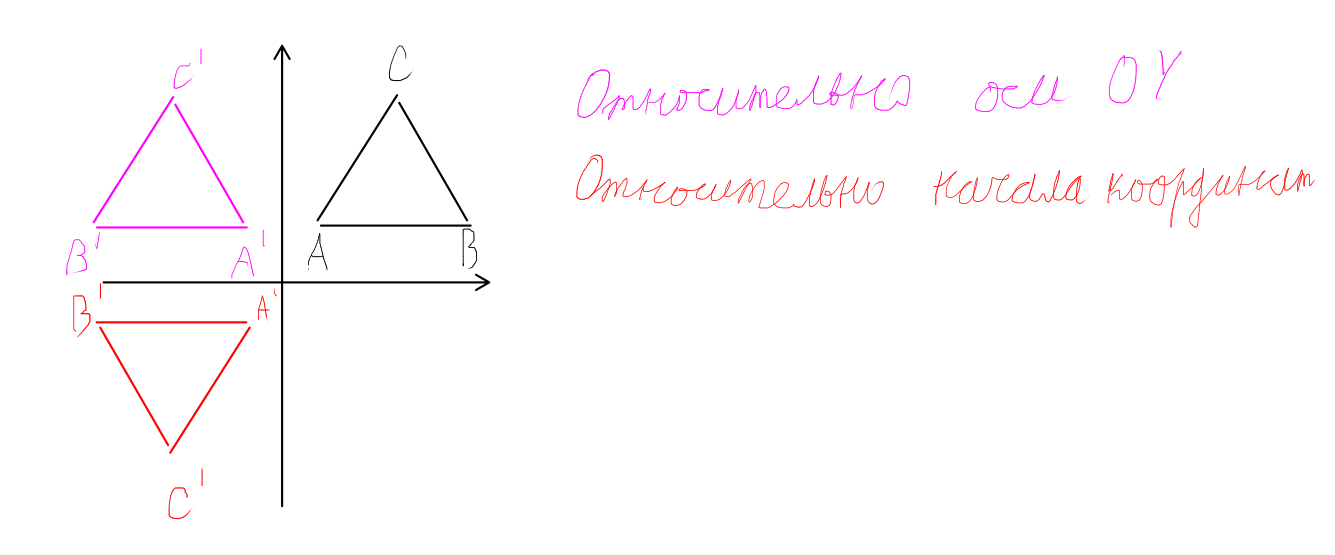 C' C
Относительно оси OY
Относительно начала координат
B' A' A B
B' A'
C'